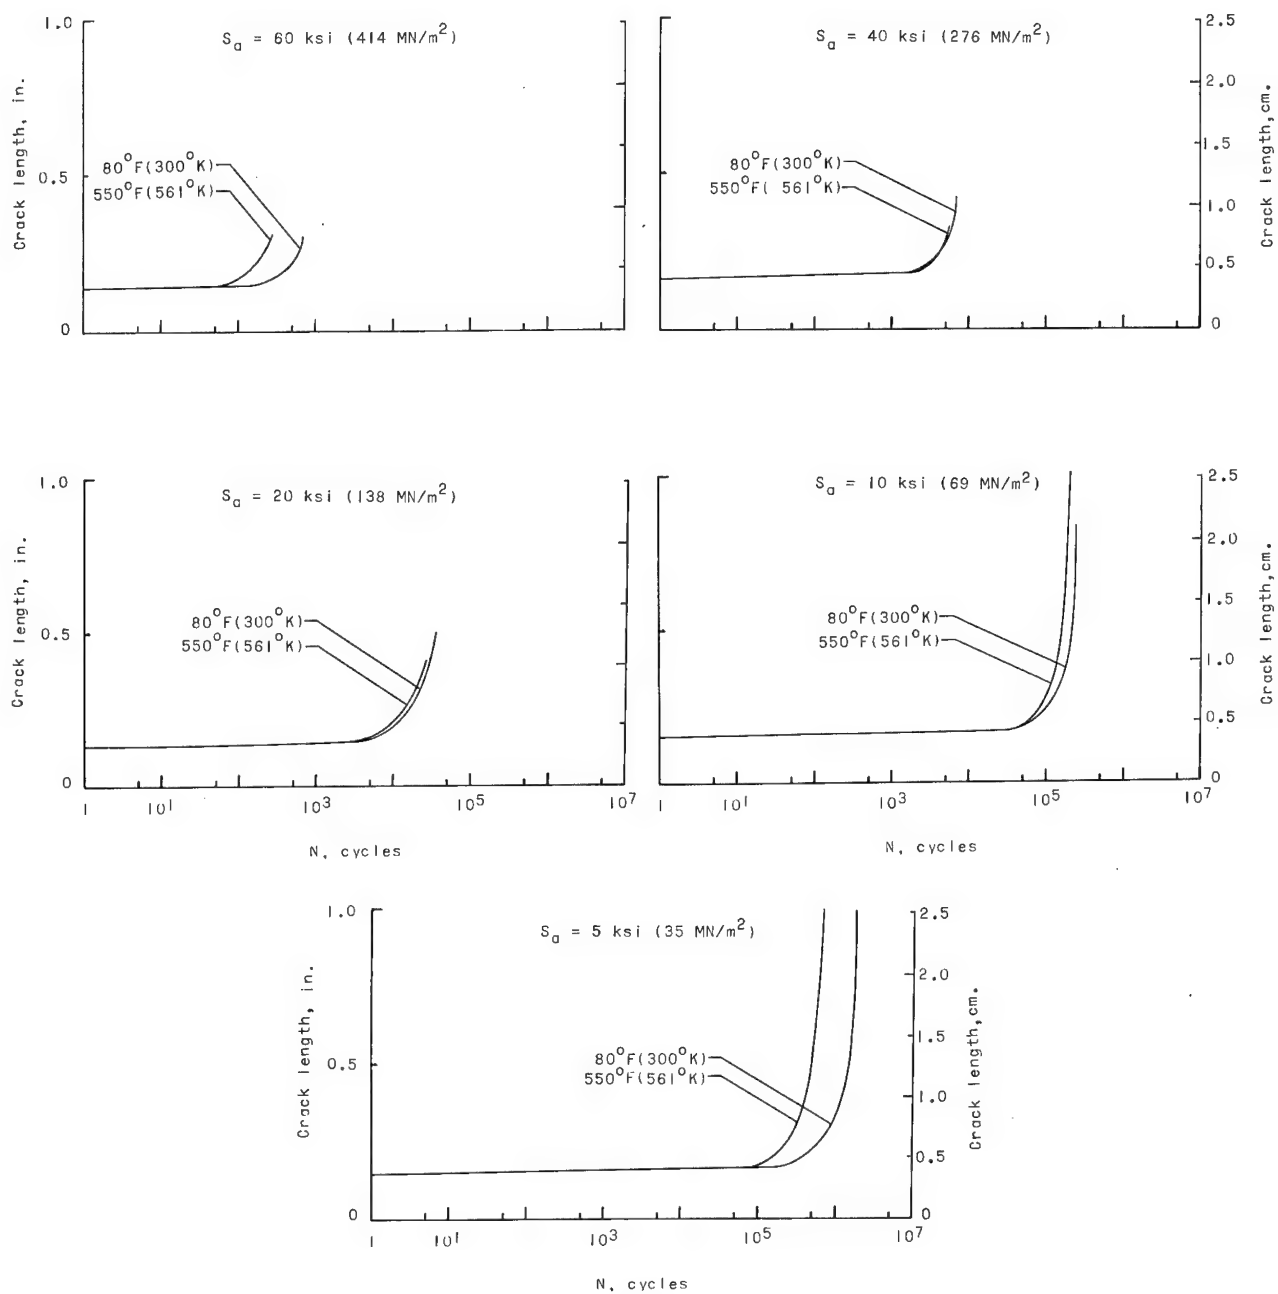 1.0
Sₐ = 60 ksi (414 MN/m²)
Crack length, in.
80°F(300°K)
0.5
550°F(561°K)
0
Sₐ = 40 ksi (276 MN/m²)
2.5
2.0
Crack length,cm.
1.5
80°F(300°K)
550°F( 561°K)
1.0
0.5
0
1.0
Sₐ = 20 ksi (138 MN/m²)
Crack length, in.
80°F(300°K)
0.5
550°F(561°K)
0
1 10¹ 10³ 10⁵ 10⁷
N, cycles
Sₐ = 10 ksi (69 MN/m²)
2.5
2.0
Crack length,cm.
1.5
80°F(300°K)
550°F(561°K)
1.0
0.5
0
1 10¹ 10³ 10⁵ 10⁷
N, cycles
1.0
Sₐ = 5 ksi (35 MN/m²)
2.5
Crack length, in.
2.0
Crack length,cm.
1.5
80°F(300°K)
0.5
550°F(561°K)
1.0
0.5
0
0
1 10¹ 10³ 10⁵ 10⁷
N, cycles